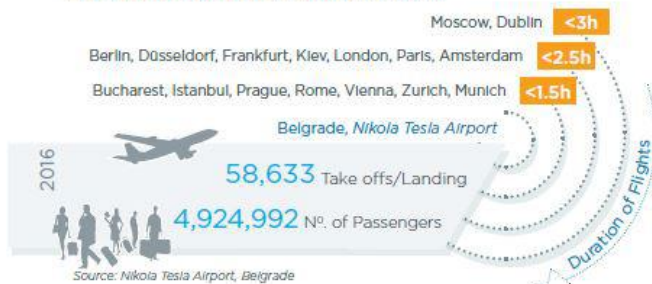 Moscow, Dublin <3h
Berlin, Düsseldorf, Frankfurt, Kiev, London, Paris, Amsterdam <2.5h
Bucharest, Istanbul, Prague, Rome, Vienna, Zurich, Munich <1.5h
Belgrade, Nikola Tesla Airport
2016
58,633 Take offs/Landing
4,924,992 Nº. of Passengers
Duration of Flights
Source: Nikola Tesla Airport, Belgrade